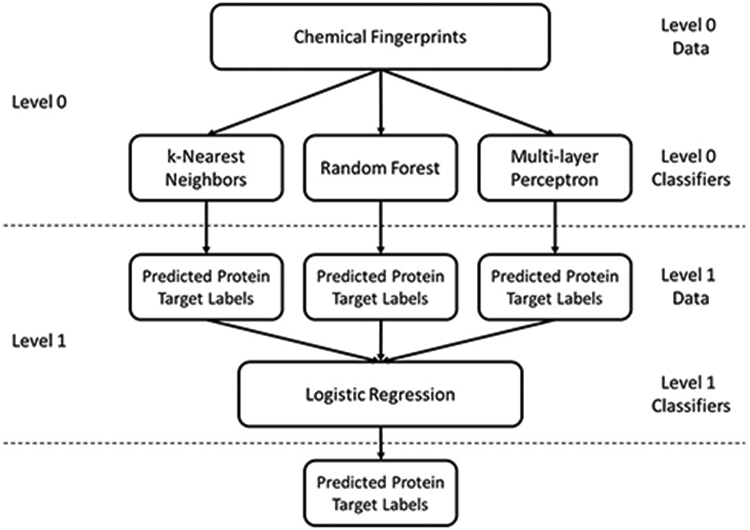 Chemical Fingerprints
Level 0
Data
Level 0
k-Nearest
Neighbors
Random Forest
Multi-layer
Perceptron
Level 0
Classifiers
Predicted Protein
Target Labels
Predicted Protein
Target Labels
Predicted Protein
Target Labels
Level 1
Data
Level 1
Logistic Regression
Level 1
Classifiers
Predicted Protein
Target Labels